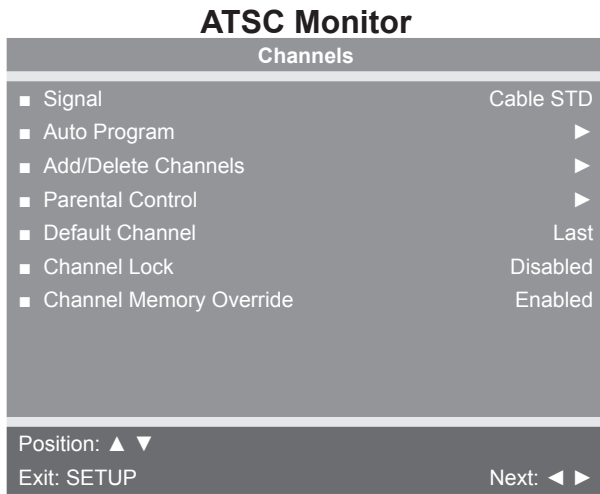 ATSC Monitor
Channels
■ Signal Cable STD
■ Auto Program ►
■ Add/Delete Channels ►
■ Parental Control ►
■ Default Channel Last
■ Channel Lock Disabled
■ Channel Memory Override Enabled
Position: ▲ ▼
Exit: SETUP Next: ◄ ►